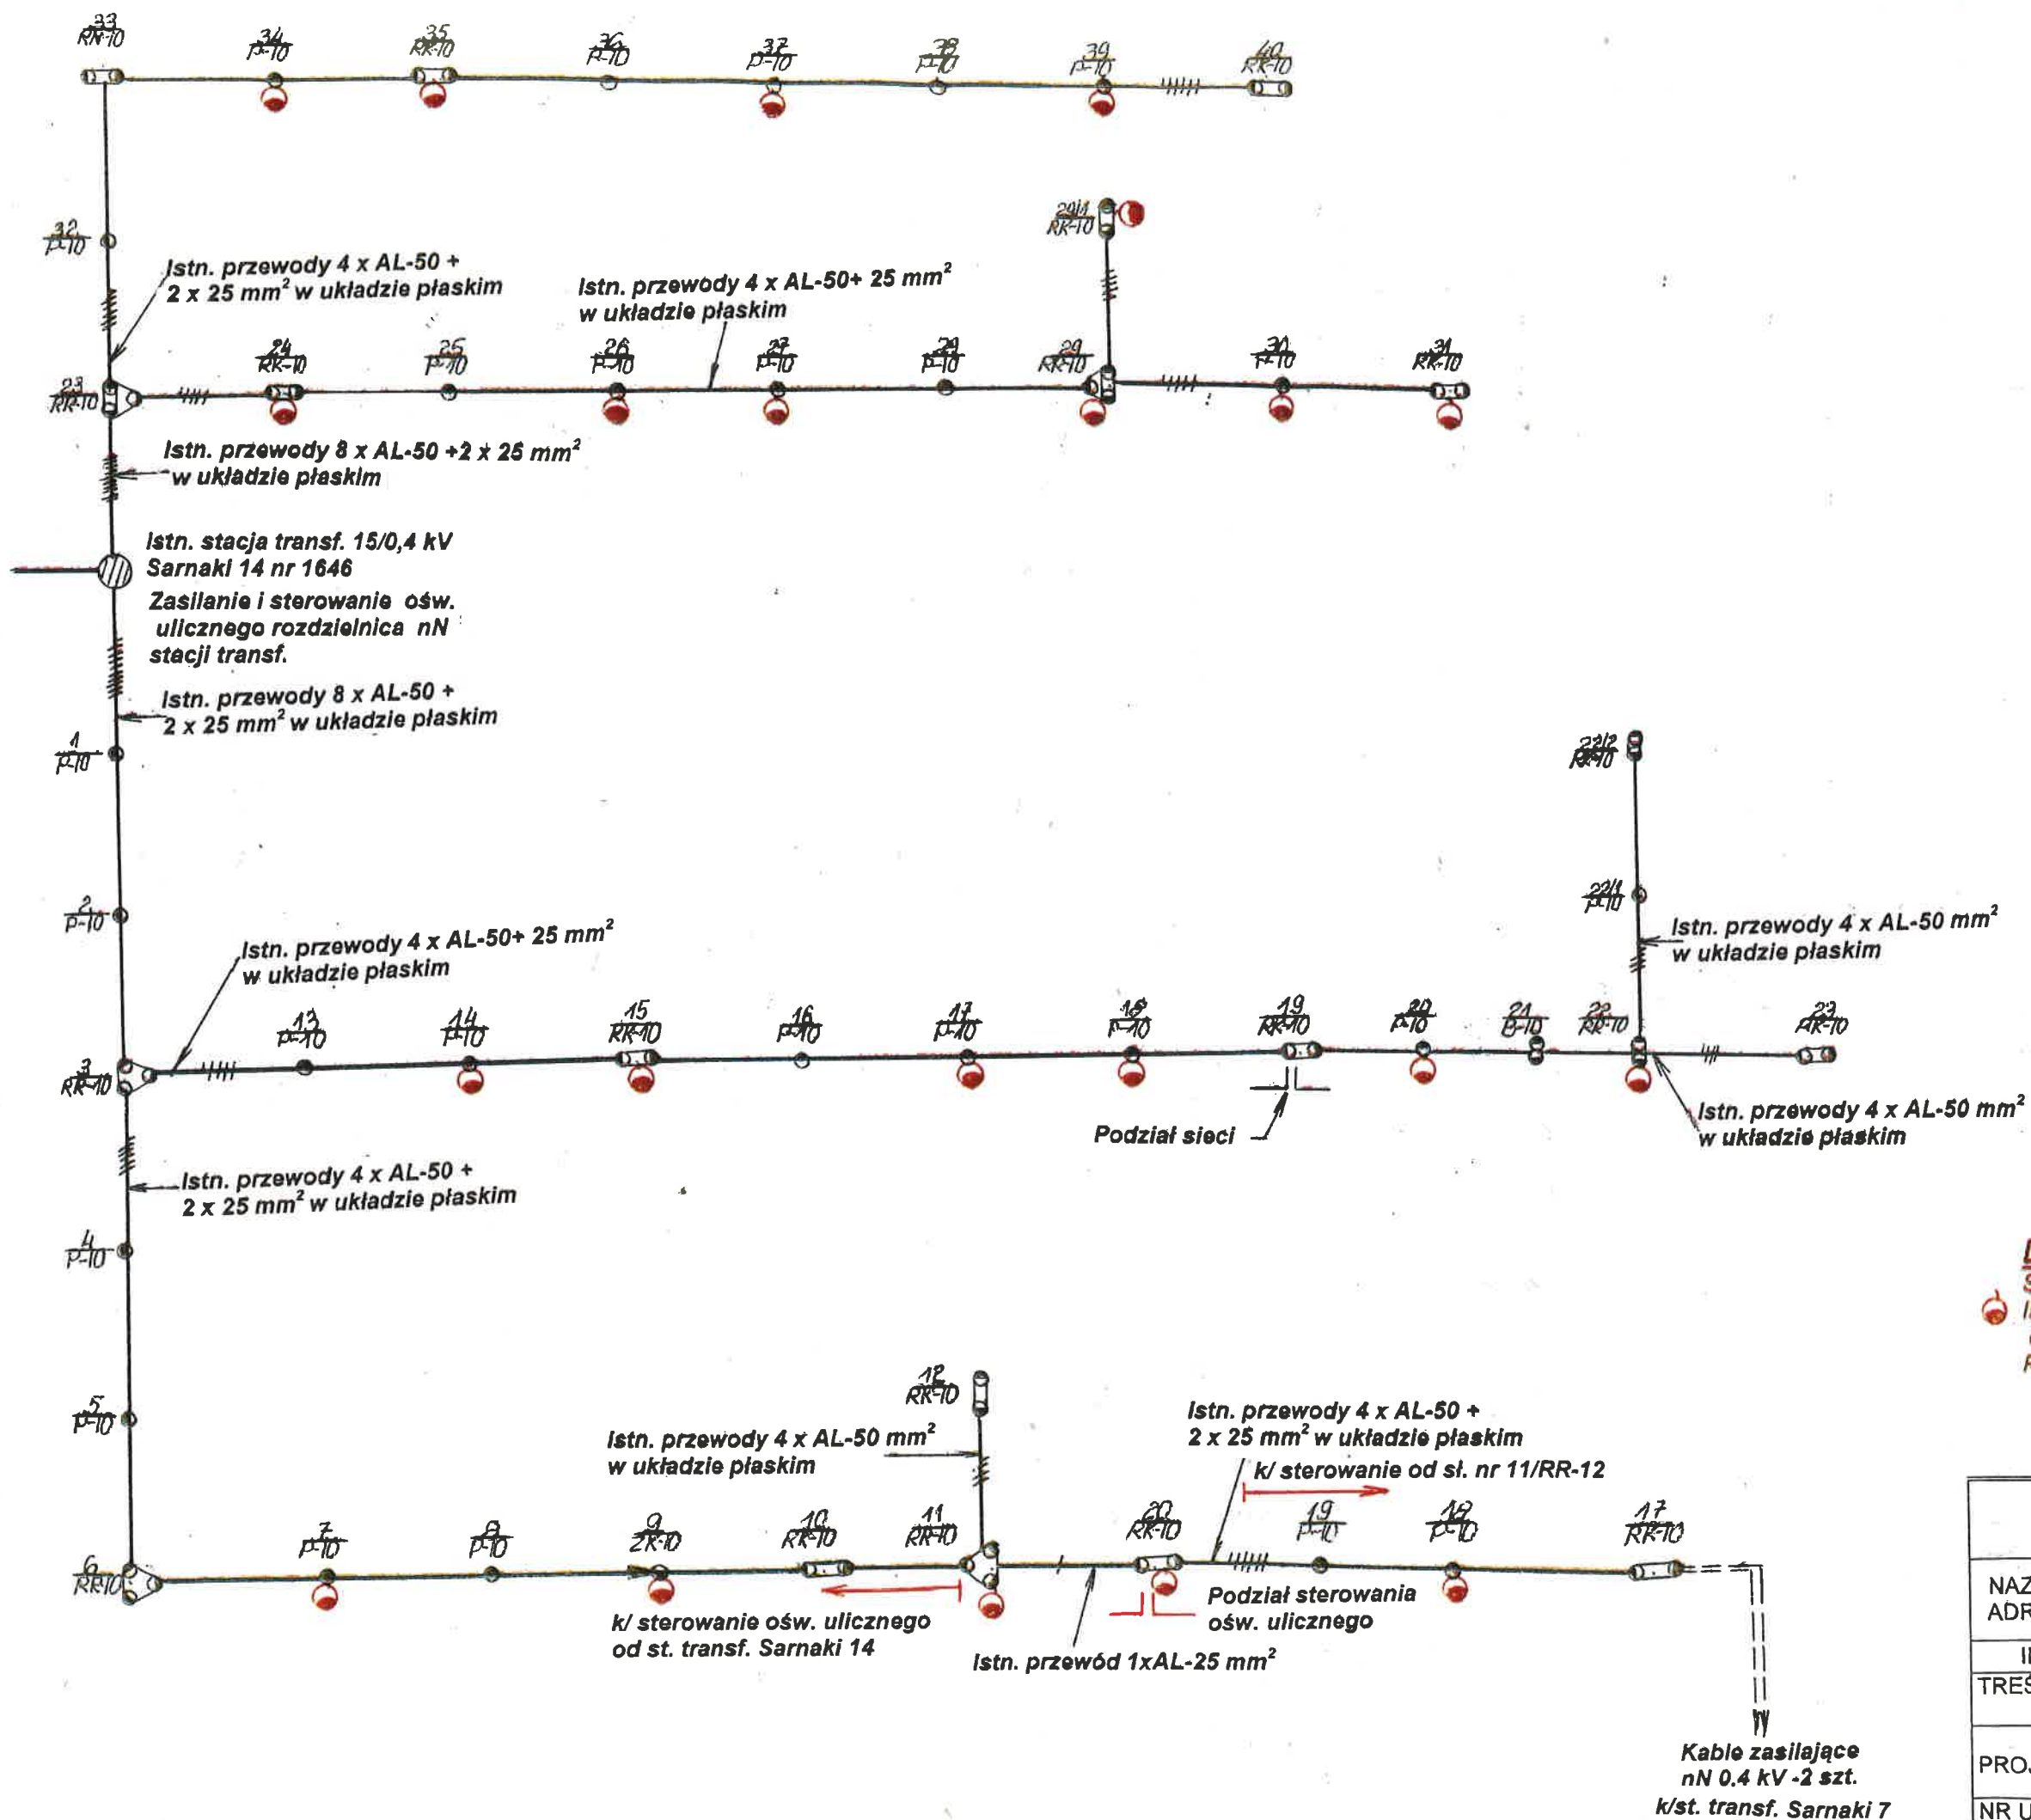 33
RN-10
34
P-10
35
RK-10
36
P-10
37
P-10
38
P-10
39
P-10
40
RK-10
32
P-10
Istn. przewody 4 x AL-50 +
2 x 25 mm² w układzie płaskim
Istn. przewody 4 x AL-50+ 25 mm²
w układzie płaskim
29/1
RK-10
23
RR-10
24
RK-10
25
P-10
26
P-10
27
P-10
29
P-10
29
RR-10
30
P-10
31
RK-10
Istn. przewody 8 x AL-50 +2 x 25 mm²
w układzie płaskim
Istn. stacja transf. 15/0,4 kV
Sarnaki 14 nr 1646
Zasilanie i sterowanie ośw.
ulicznego rozdzielnica nN
stacji transf.
Istn. przewody 8 x AL-50 +
2 x 25 mm² w układzie płaskim
1
P-10
2
P-10
22/2
RK-10
22/1
P-10
Istn. przewody 4 x AL-50 mm²
w układzie płaskim
Istn. przewody 4 x AL-50+ 25 mm²
w układzie płaskim
3
RR-10
13
P-10
14
P-10
15
RK-10
16
P-10
17
P-10
18
P-10
19
RK-10
20
P-10
21
B-10
22
RR-10
23
RK-10
Podział sieci
Istn. przewody 4 x AL-50 mm²
w układzie płaskim
Istn. przewody 4 x AL-50 +
2 x 25 mm² w układzie płaskim
4
P-10
5
P-10
12
RK-10
Istn. przewody 4 x AL-50 mm²
w układzie płaskim
Istn. przewody 4 x AL-50 +
2 x 25 mm² w układzie płaskim
k/ sterowanie od sł. nr 11/RR-12
6
RR-10
7
P-10
8
P-10
9
ZK-10
10
RK-10
11
RR-10
20
RK-10
19
P-10
18
P-10
17
RK-10
k/ sterowanie ośw. ulicznego
od st. transf. Sarnaki 14
Podział sterowania
ośw. ulicznego
Istn. przewód 1xAL-25 mm²
Kable zasilające
nN 0.4 kV -2 szt.
k/st. transf. Sarnaki 7
NAZ
ADR
TREŚ
PROJ
NR U